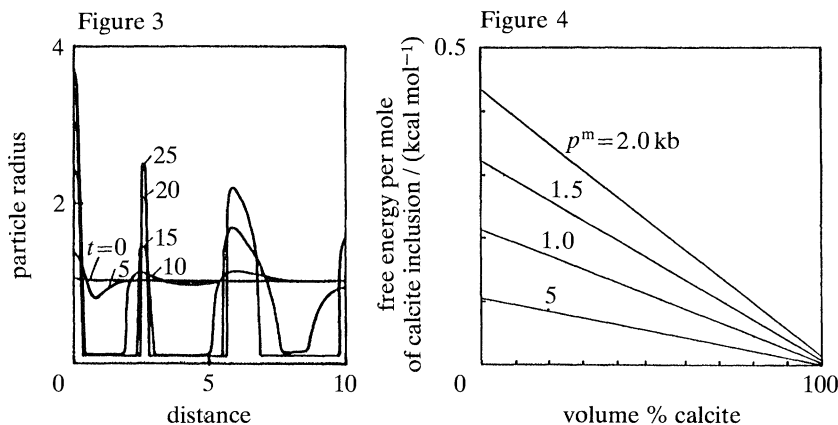 Figure 3
4
2
0
particle radius
t=0
5
25
20
15
10
0
5
10
distance
Figure 4
0.5
0
free energy per mole
of calcite inclusion / (kcal mol⁻¹)
pᵐ = 2.0 kb
1.5
1.0
5
100
volume % calcite